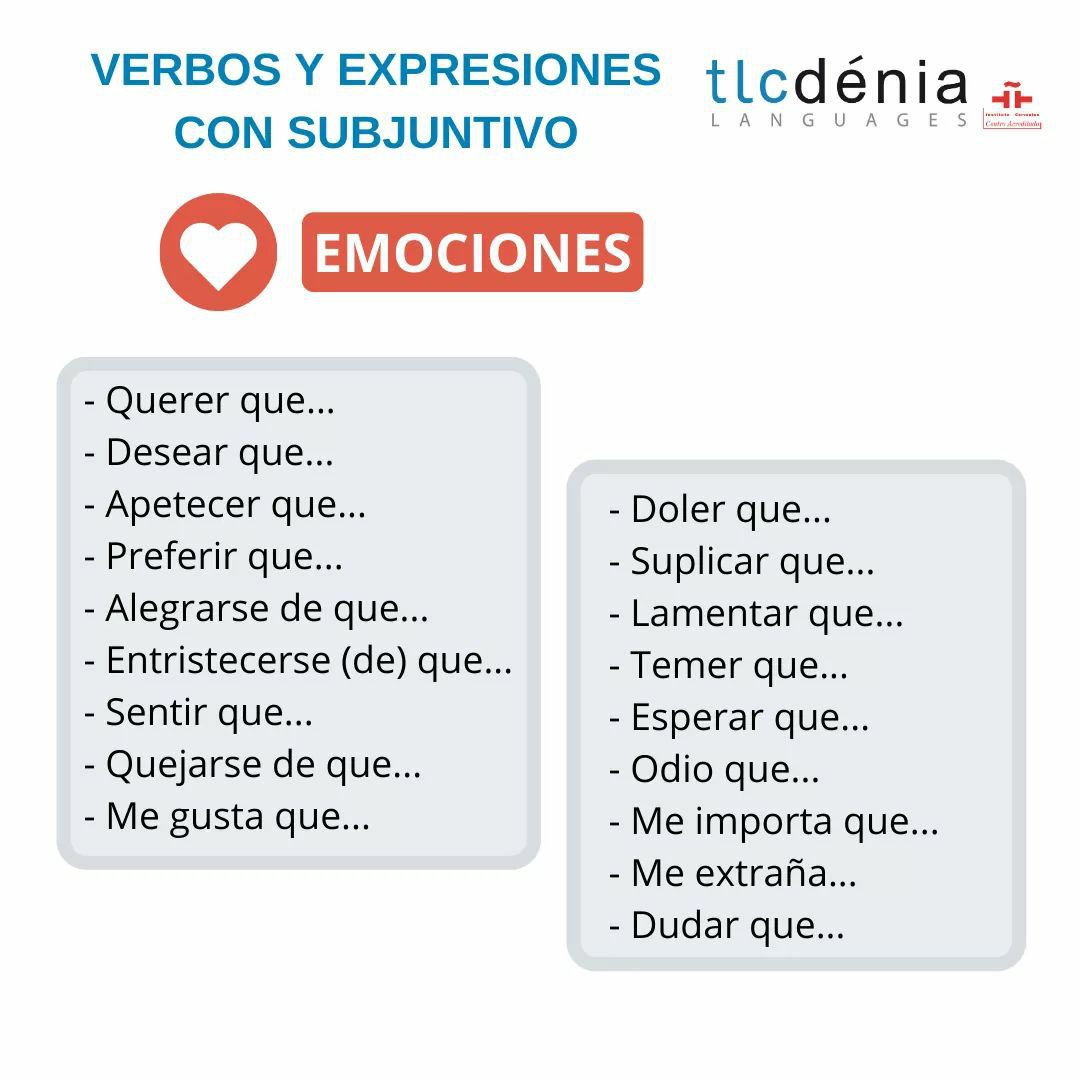 VERBOS Y EXPRESIONES
CON SUBJUNTIVO
tlcdénia
LANGUAGES
Instituto Cervantes
Centro Acreditado
EMOCIONES
- Querer que...
- Desear que...
- Apetecer que...
- Preferir que...
- Alegrarse de que...
- Entristecerse (de) que...
- Sentir que...
- Quejarse de que...
- Me gusta que...
- Doler que...
- Suplicar que...
- Lamentar que...
- Temer que...
- Esperar que...
- Odio que...
- Me importa que...
- Me extraña...
- Dudar que...